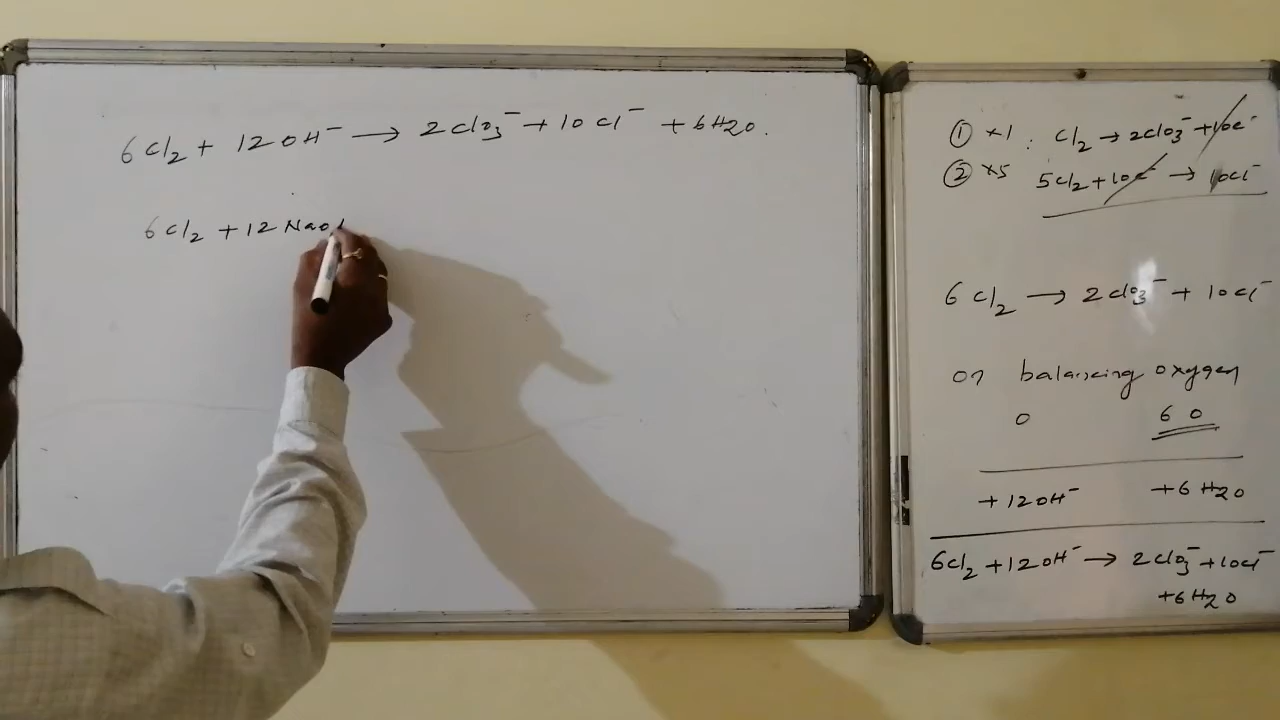 6Cl₂ + 12OH⁻ → 2ClO₃⁻ + 10Cl⁻ + 6H2O.
6Cl₂ + 12NaO
① ×1 : Cl₂ → 2ClO₃⁻ + 10e⁻
② ×5 5Cl₂ + 10e⁻ → 10Cl⁻
6Cl₂ → 2ClO₃⁻ + 10Cl⁻
on balancing oxygen
0 6 O
+12OH⁻ +6H2O
6Cl₂ + 12OH⁻ → 2ClO₃⁻ + 10Cl⁻
+6H2O